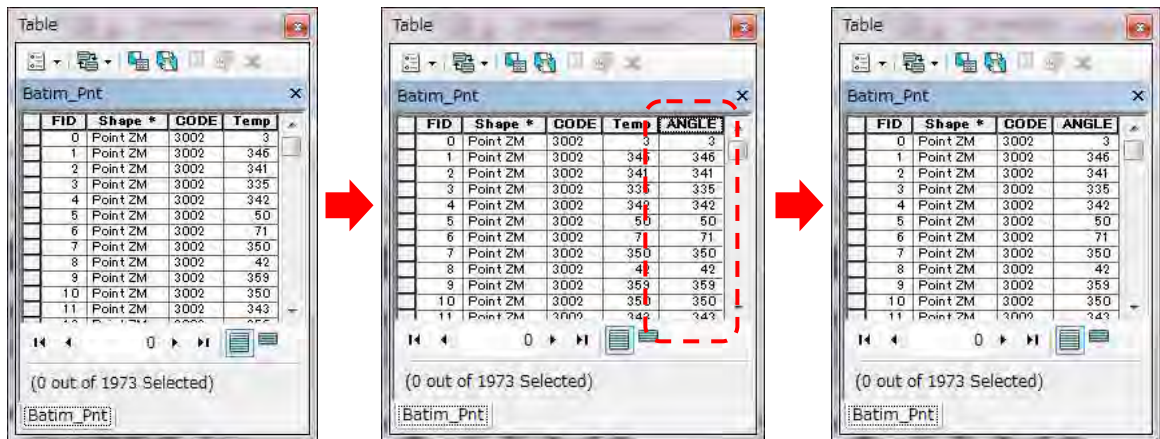 Table
Batim_Pnt
FID Shape * CODE Temp
0 Point ZM 3002 3
1 Point ZM 3002 346
2 Point ZM 3002 341
3 Point ZM 3002 335
4 Point ZM 3002 342
5 Point ZM 3002 50
6 Point ZM 3002 71
7 Point ZM 3002 350
8 Point ZM 3002 42
9 Point ZM 3002 359
10 Point ZM 3002 350
11 Point ZM 3002 343
0
(0 out of 1973 Selected)
Batim_Pnt
Table
Batim_Pnt
FID Shape * CODE Temp ANGLE
0 Point ZM 3002 3 3
1 Point ZM 3002 346 346
2 Point ZM 3002 341 341
3 Point ZM 3002 335 335
4 Point ZM 3002 342 342
5 Point ZM 3002 50 50
6 Point ZM 3002 71 71
7 Point ZM 3002 350 350
8 Point ZM 3002 42 42
9 Point ZM 3002 359 359
10 Point ZM 3002 350 350
11 Point ZM 3002 343 343
0
(0 out of 1973 Selected)
Batim_Pnt
Table
Batim_Pnt
FID Shape * CODE ANGLE
0 Point ZM 3002 3
1 Point ZM 3002 346
2 Point ZM 3002 341
3 Point ZM 3002 335
4 Point ZM 3002 342
5 Point ZM 3002 50
6 Point ZM 3002 71
7 Point ZM 3002 350
8 Point ZM 3002 42
9 Point ZM 3002 359
10 Point ZM 3002 350
11 Point ZM 3002 343
0
(0 out of 1973 Selected)
Batim_Pnt